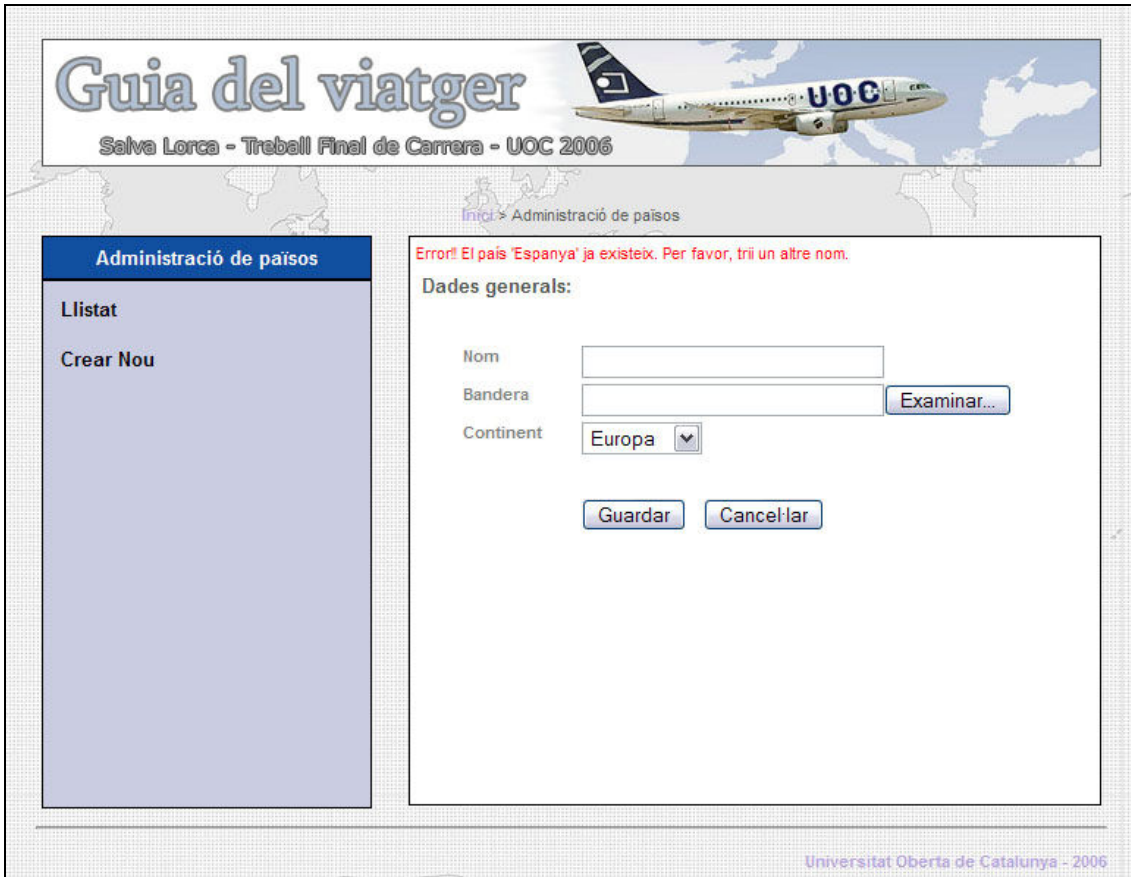 Guia del viatger
UOC
Salva Lorca - Treball Final de Carrera - UOC 2006
Inici > Administració de països
Administració de països
Llistat
Crear Nou
Error!! El país 'Espanya' ja existeix. Per favor, triï un altre nom.
Dades generals:
Nom
Bandera
Examinar...
Continent
Europa
Guardar
Cancel·lar
Universitat Oberta de Catalunya - 2006